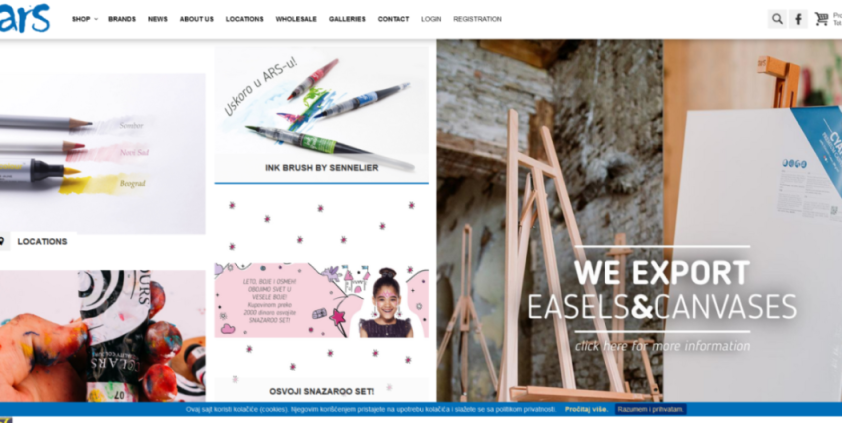 ars
SHOP BRANDS NEWS ABOUT US LOCATIONS WHOLESALE GALLERIES CONTACT LOGIN REGISTRATION
Sombor
Novi Sad
Beograd
LOCATIONS
Uskoro u ARS-u!
INK BRUSH BY SENNELIER
LETO, BOJE I OSMEH!
OBOJIMO SVET U
VESELE BOJE!
Kupovinom preko
2000 dinara osvojite
SNAZAROO SET!
OSVOJI SNAZAROO SET!
WE EXPORT
EASELS&CANVASES
click here for more information
Ovaj sajt koristi kolačiće (cookies). Njegovim korišćenjem pristajete na upotrebu kolačića i slažete se sa politikom privatnosti. Pročitaj više. Razumem i prihvatam.